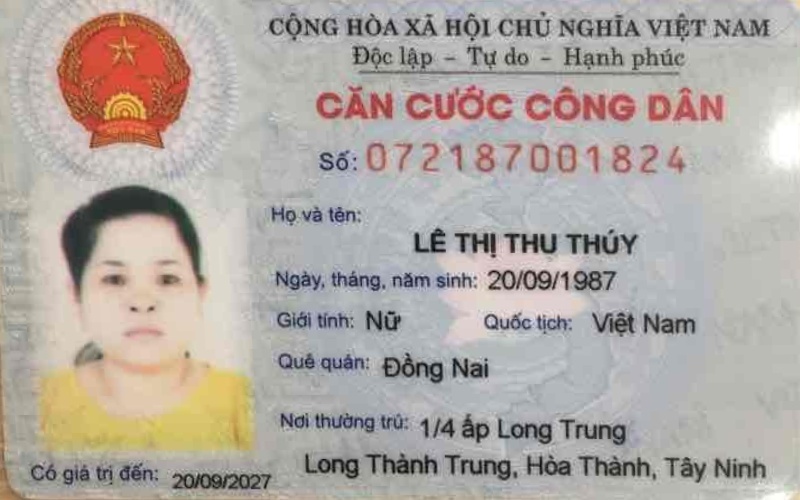 CỘNG HÒA XÃ HỘI CHỦ NGHĨA VIỆT NAM
Độc lập - Tự do - Hạnh phúc
CĂN CƯỚC CÔNG DÂN
Số: 072187001824
Họ và tên:
LÊ THỊ THU THÚY
Ngày, tháng, năm sinh: 20/09/1987
Giới tính: Nữ Quốc tịch: Việt Nam
Quê quán: Đồng Nai
Nơi thường trú: 1/4 ấp Long Trung
Long Thành Trung, Hòa Thành, Tây Ninh
Có giá trị đến: 20/09/2027